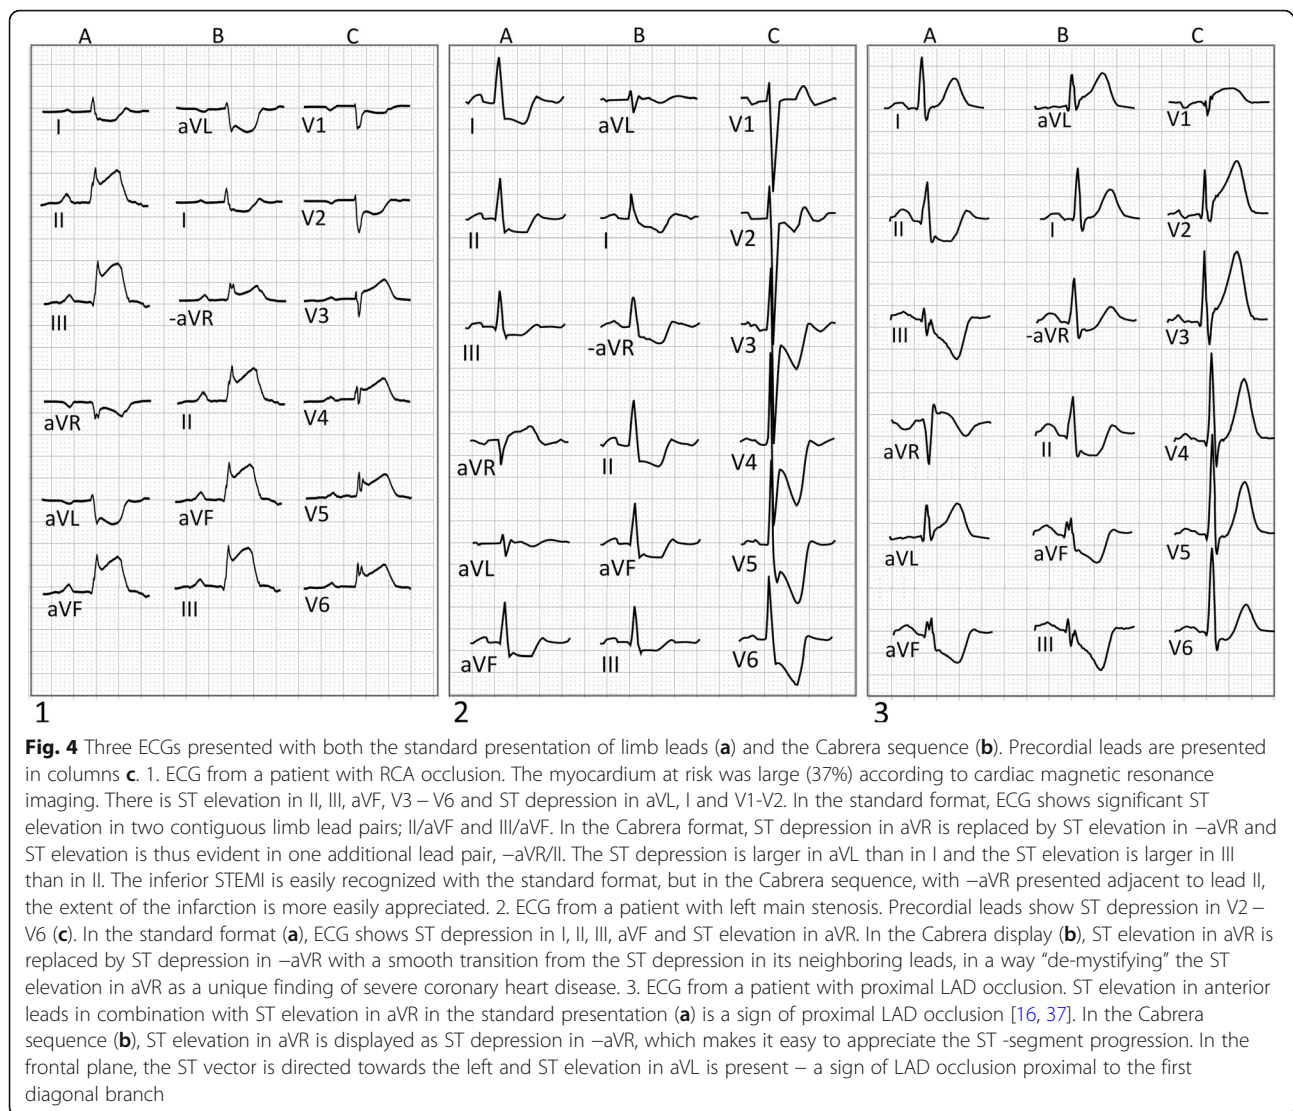 A B C
I aVL V1
II I V2
III -aVR V3
aVR II V4
aVL aVF V5
aVF III V6
1
A B C
I aVL V1
II I V2
III -aVR V3
aVR II V4
aVL aVF V5
aVF III V6
2
A B C
I aVL V1
II I V2
III -aVR V3
aVR II V4
aVL aVF V5
aVF III V6
3
Fig. 4 Three ECGs presented with both the standard presentation of limb leads (a) and the Cabrera sequence (b). Precordial leads are presented
in columns c. 1. ECG from a patient with RCA occlusion. The myocardium at risk was large (37%) according to cardiac magnetic resonance
imaging. There is ST elevation in II, III, aVF, V3 – V6 and ST depression in aVL, I and V1-V2. In the standard format, ECG shows significant ST
elevation in two contiguous limb lead pairs; II/aVF and III/aVF. In the Cabrera format, ST depression in aVR is replaced by ST elevation in −aVR and
ST elevation is thus evident in one additional lead pair, −aVR/II. The ST depression is larger in aVL than in I and the ST elevation is larger in III
than in II. The inferior STEMI is easily recognized with the standard format, but in the Cabrera sequence, with −aVR presented adjacent to lead II,
the extent of the infarction is more easily appreciated. 2. ECG from a patient with left main stenosis. Precordial leads show ST depression in V2 –
V6 (c). In the standard format (a), ECG shows ST depression in I, II, III, aVF and ST elevation in aVR. In the Cabrera display (b), ST elevation in aVR is
replaced by ST depression in −aVR with a smooth transition from the ST depression in its neighboring leads, in a way “de-mystifying” the ST
elevation in aVR as a unique finding of severe coronary heart disease. 3. ECG from a patient with proximal LAD occlusion. ST elevation in anterior
leads in combination with ST elevation in aVR in the standard presentation (a) is a sign of proximal LAD occlusion [16, 37]. In the Cabrera
sequence (b), ST elevation in aVR is displayed as ST depression in −aVR, which makes it easy to appreciate the ST -segment progression. In the
frontal plane, the ST vector is directed towards the left and ST elevation in aVL is present – a sign of LAD occlusion proximal to the first
diagonal branch